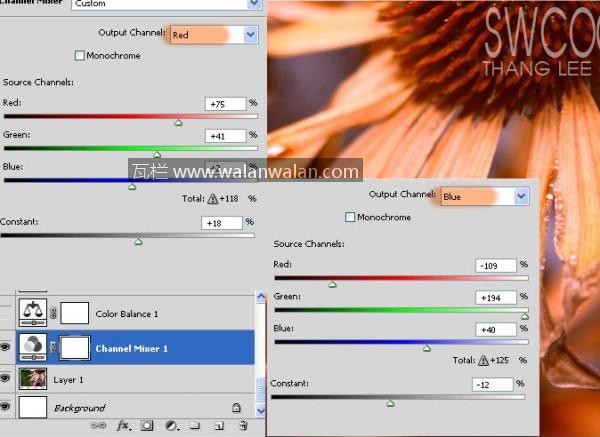 Channel Mixer
Custom
Output Channel: Red
Monochrome
Source Channels:
Red: +75 %
Green: +41 %
Blue: %
Total: +118 %
Constant: +18 %
瓦栏 www.walanwalan.com
SWCOO
THANG LEE
Output Channel: Blue
Monochrome
Source Channels:
Red: -109 %
Green: +194 %
Blue: +40 %
Total: +125 %
Constant: -12 %
Color Balance 1
Channel Mixer 1
Layer 1
Background
fx.